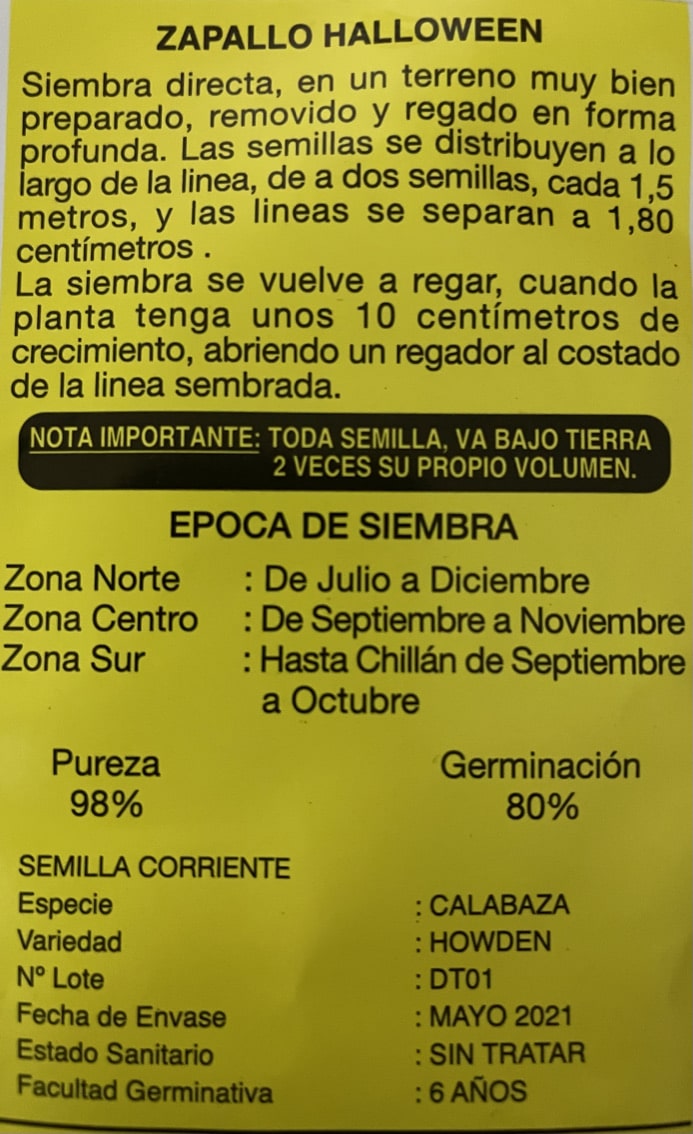 ZAPALLO HALLOWEEN
Siembra directa, en un terreno muy bien
preparado, removido y regado en forma
profunda. Las semillas se distribuyen a lo
largo de la linea, de a dos semillas, cada 1,5
metros, y las lineas se separan a 1,80
centímetros .
La siembra se vuelve a regar, cuando la
planta tenga unos 10 centímetros de
crecimiento, abriendo un regador al costado
de la linea sembrada.
NOTA IMPORTANTE: TODA SEMILLA, VA BAJO TIERRA
2 VECES SU PROPIO VOLUMEN.
EPOCA DE SIEMBRA
Zona Norte : De Julio a Diciembre
Zona Centro : De Septiembre a Noviembre
Zona Sur : Hasta Chillán de Septiembre
a Octubre
Pureza Germinación
98% 80%
SEMILLA CORRIENTE
Especie : CALABAZA
Variedad : HOWDEN
Nº Lote : DT01
Fecha de Envase : MAYO 2021
Estado Sanitario : SIN TRATAR
Facultad Germinativa : 6 AÑOS